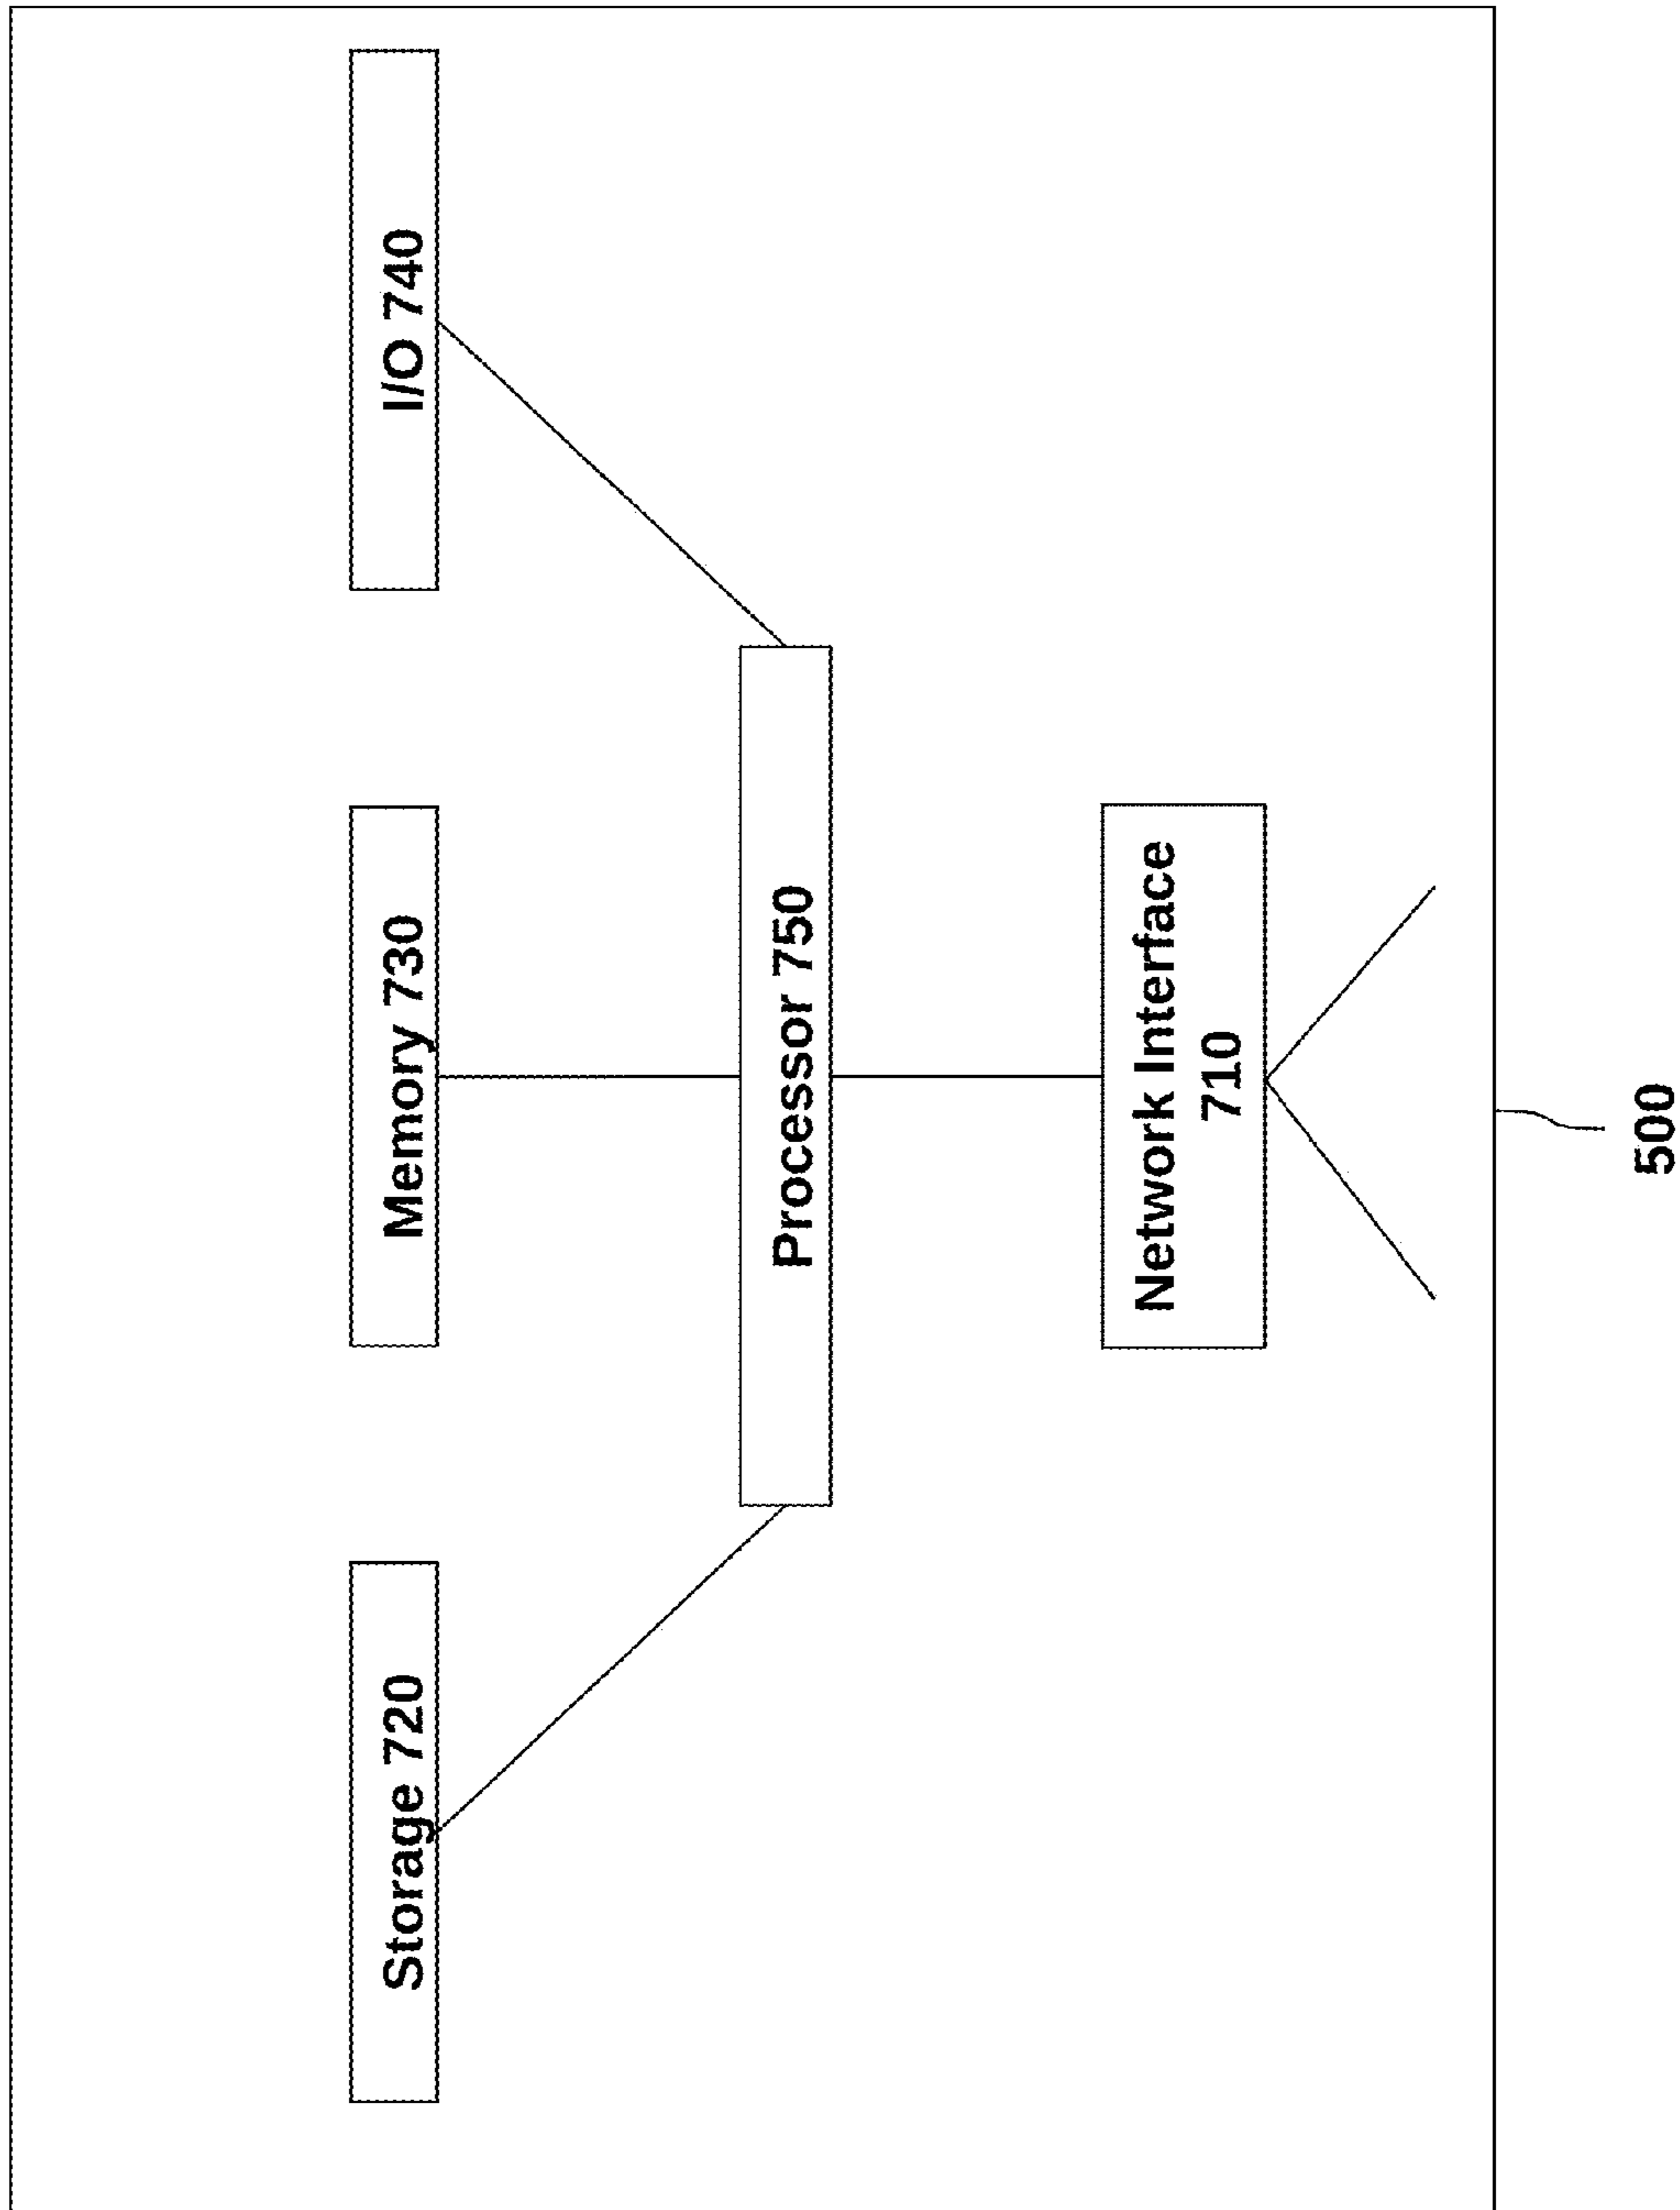 Storage 720
Memory 730
I/O 740
Processor 750
Network Interface
710
500